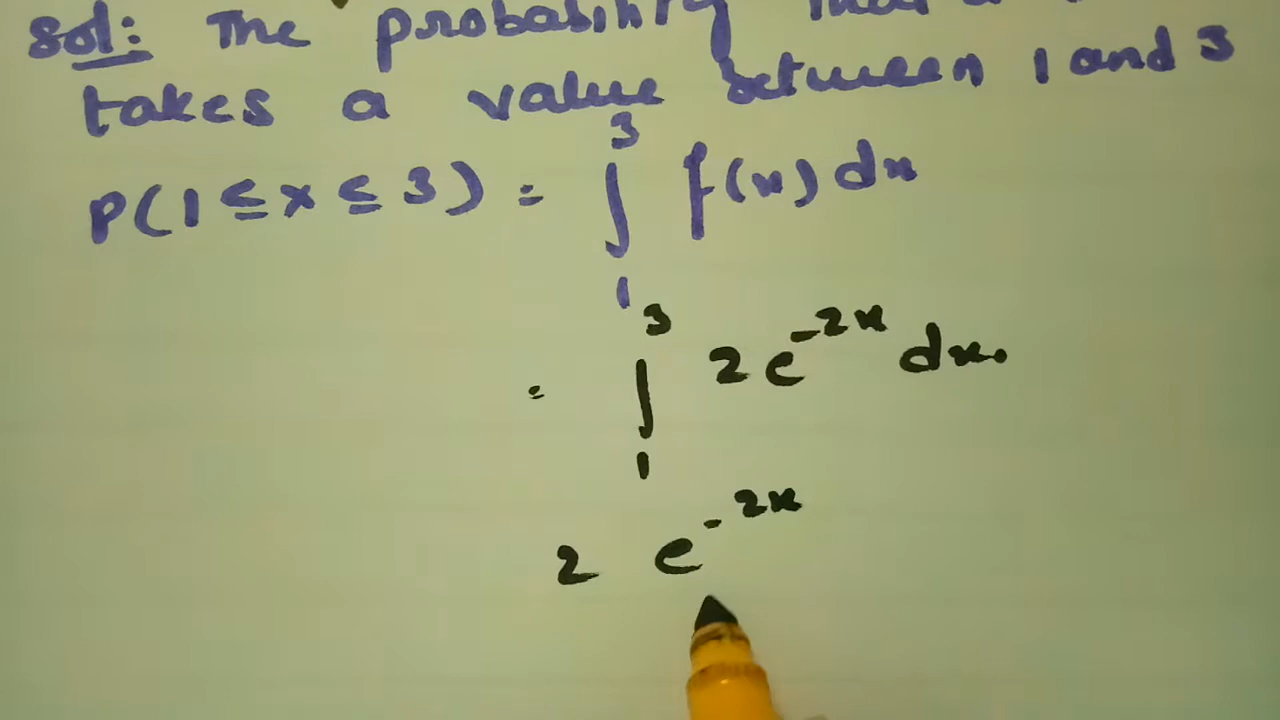 Sol: The probability that a
takes a value between 1 and 3
P(1 ≤ x ≤ 3) = ∫₁³ f(x) dx
= ∫₁³ 2e⁻²ˣ dx.
2 e⁻²ˣ